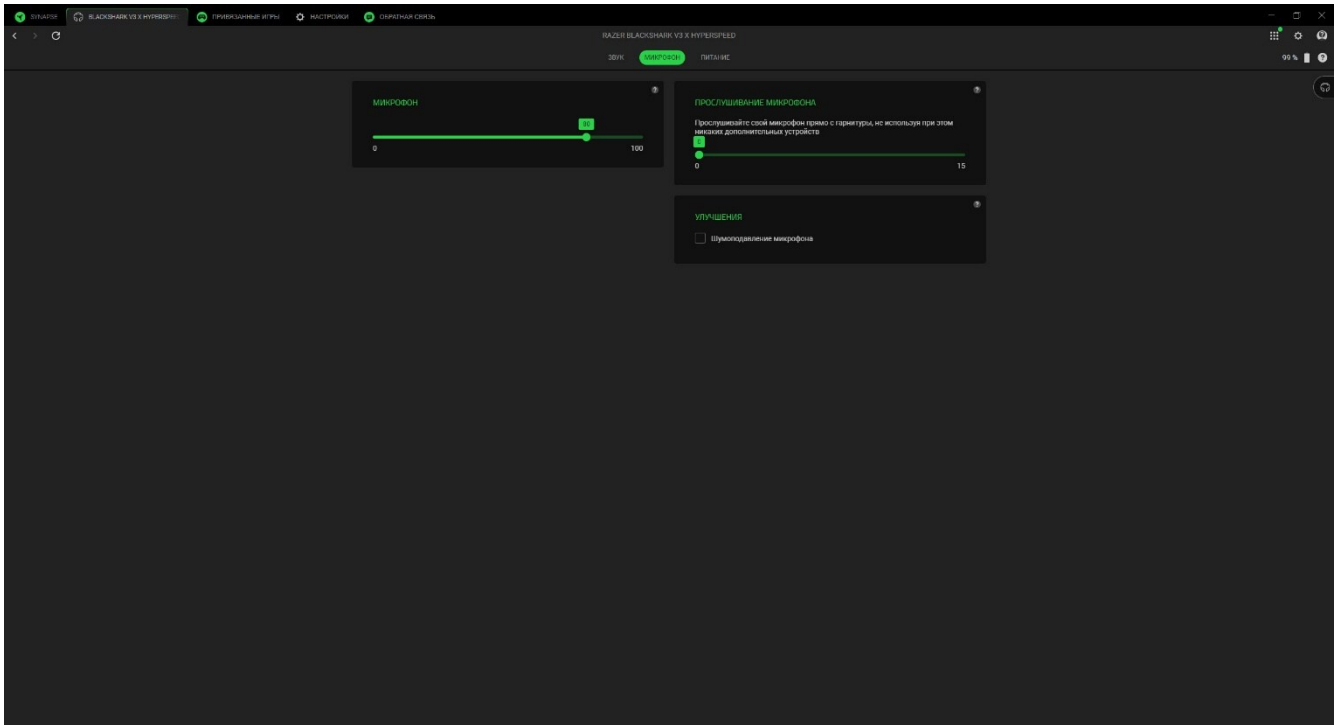 SYNAPSE
BLACKSHARK V3 X HYPERSPE
ПРИВЯЗАННЫЕ ИГРЫ
НАСТРОЙКИ
ОБРАТНАЯ СВЯЗЬ
RAZER BLACKSHARK V3 X HYPERSPEED
ЗВУК
МИКРОФОН
ПИТАНИЕ
99 %
МИКРОФОН
0
100
ПРОСЛУШИВАНИЕ МИКРОФОНА
Прослушивайте свой микрофон прямо с гарнитуры, не используя при этом
никаких дополнительных устройств
0
0
15
УЛУЧШЕНИЯ
Шумоподавление микрофона